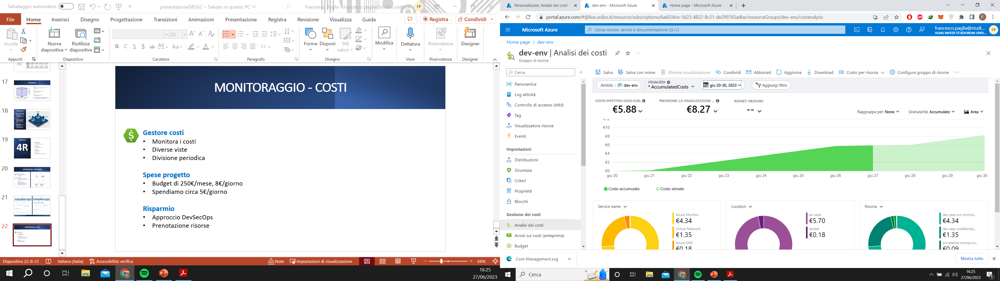 Salvataggio automatico
presentazioneSRSG2 • Salvato in questo PC
Francesco Paglia - francesco.paglia@studio.unibo.it
FP
File
Home
Inserisci
Disegno
Progettazione
Transizioni
Animazioni
Presentazione
Registra
Revisione
Visualizza
Guida
Registra
Condividi
Incolla
Nuova diapositiva
Riutilizza diapositive
20
G C S S ab AV Aa A
Forme
Disponi
Stili veloci
Modifica
Dettatura
Riservatezza
Designer
Appunti
Diapositive
Carattere
Paragrafo
Disegno
Voce
Riservatezza
Designer
17
18
19
4R
20
21
22
MONITORAGGIO - COSTI
Gestore costi
• Monitora i costi
• Diverse viste
• Divisione periodica
Spese progetto
• Budget di 250€/mese, 8€/giorno
• Spendiamo circa 5€/giorno
Risparmio
• Approccio DevSecOps
• Prenotazione risorse
Diapositiva 22 di 22
Italiano (Italia)
Accessibilità: verifica
Note
Impostazioni di visualizzazione
66%
16:25
27/06/2023
Personalizzato: Analisi dei costi -
dev-env - Microsoft Azure
Home page - Microsoft Azure
portal.azure.com/#@live.unibo.it/resource/subscriptions/6a6034ce-5623-4822-8c31-de299765adbe/resourceGroups/dev-env/costanalysis
ABP
F
Microsoft Azure
Cerca risorse, servizi e documentazione (G+/)
francesco.paglia@studi...
ALMA MATER STUDIORUM UNIV...
FP
Home page > dev-env
dev-env | Analisi dei costi
Gruppo di risorse
Cerca
Salva
Salva con nome
Elimina visualizzazione
Condividi
Abbonati
Aggiorna
Download
Costo per risorsa
Configura gruppo di risorse
Panoramica
Log attività
Controllo di accesso (IAM)
Tag
Visualizzatore risorse
Eventi
Impostazioni
Distribuzioni
Sicurezza
Criteri
Proprietà
Blocchi
Gestione dei costi
Analisi dei costi
Avvisi sui costi (anteprima)
Budget
Ambito : dev-env
VISUALIZZA
* AccumulatedCosts
giu 20-30, 2023
Aggiungi filtro
COSTO EFFETTIVO (SOLO EUR)
€5.88
PREVISIONE: LA VISUALIZZAZIONE ...
€8.27
BUDGET: NESSUNO
--
Raggruppa per: None
Granularità: Accumulato
Area
€12
€10
€8
€6
€4
€2
€0
giu 20
giu 21
giu 22
giu 23
giu 24
giu 25
giu 26
giu 27
giu 28
giu 29
giu 30
Costo accumulato
Costo stimato
Service name
Azure Monitor
€4.34
Virtual Network
€1.35
Azure DNS
€0.18
Location
eu west
€5.70
global
€0.18
Risorsa
dev-app-srs (micros...
€4.34
dev-app-srsdbendp...
€1.35
privatelink.mongo.co...
€0.09
Cost-Management.svg
Mostra tutto
Cerca
16:25
27/06/2023
1